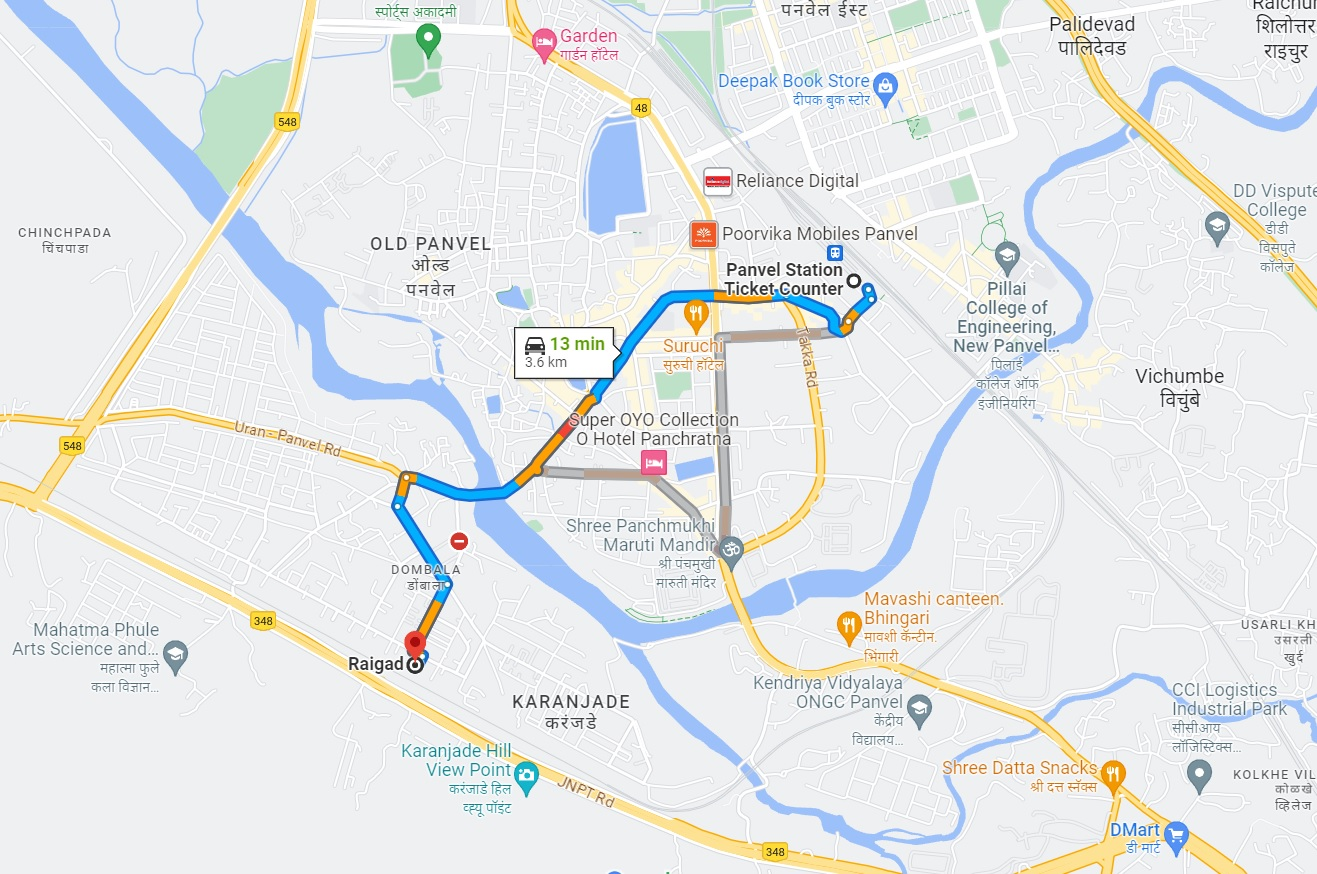 स्पोर्ट्स अकादमी
पनवेल ईस्ट
Palidevad
पालिदेवड
शिलोत्तर
राइचुर
Garden
गार्डन हॉटेल
Deepak Book Store
दीपक बुक स्टोर
48
548
Reliance Digital
DD Vispute
College
डीडी
विसपुते
कॉलेज
CHINCHPADA
चिंचपाडा
OLD PANVEL
ओल्ड
पनवेल
Poorvika Mobiles Panvel
Panvel Station
Ticket Counter
Pillai
College of
Engineering,
New Panvel...
पिलाई
कॉलेज ऑफ
इंजीनियरिंग
13 min
3.6 km
Suruchi
सुरुची हॉटेल
Takka Rd
Vichumbe
विचुंबे
Super OYO Collection
O Hotel Panchratna
Uran - Panvel Rd
548
Shree Panchmukhi
Maruti Mandir
श्री पंचमुखी
मारुती मंदिर
DOMBALA
डोंबाला
348
Mahatma Phule
Arts Science and...
महात्मा फुले
कला विज्ञान...
Mavashi canteen.
Bhingari
मावशी कॅन्टीन.
भिंगारी
USARLI KH
उसरली
खुर्द
Raigad
KARANJADE
करंजडे
Kendriya Vidyalaya
ONGC Panvel
केंद्रीय
विद्यालय...
CCI Logistics
Industrial Park
सीसीआय
लॉजिस्टिक्स...
Karanjade Hill
View Point
करंजाडे हिल
व्ह्यू पॉइंट
JNPT Rd
Shree Datta Snacks
श्री दत्त स्नॅक्स
KOLKHE VIL
कोळखे
व्हिलेज
DMart
डी मार्ट
348